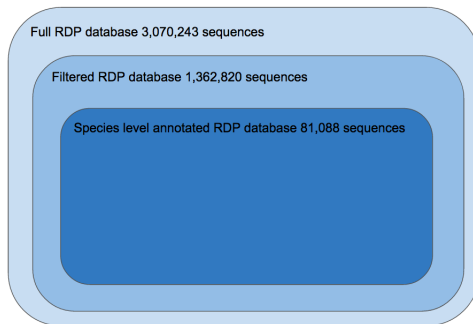 Full RDP database 3,070,243 sequences
Filtered RDP database 1,362,820 sequences
Species level annotated RDP database 81,088 sequences